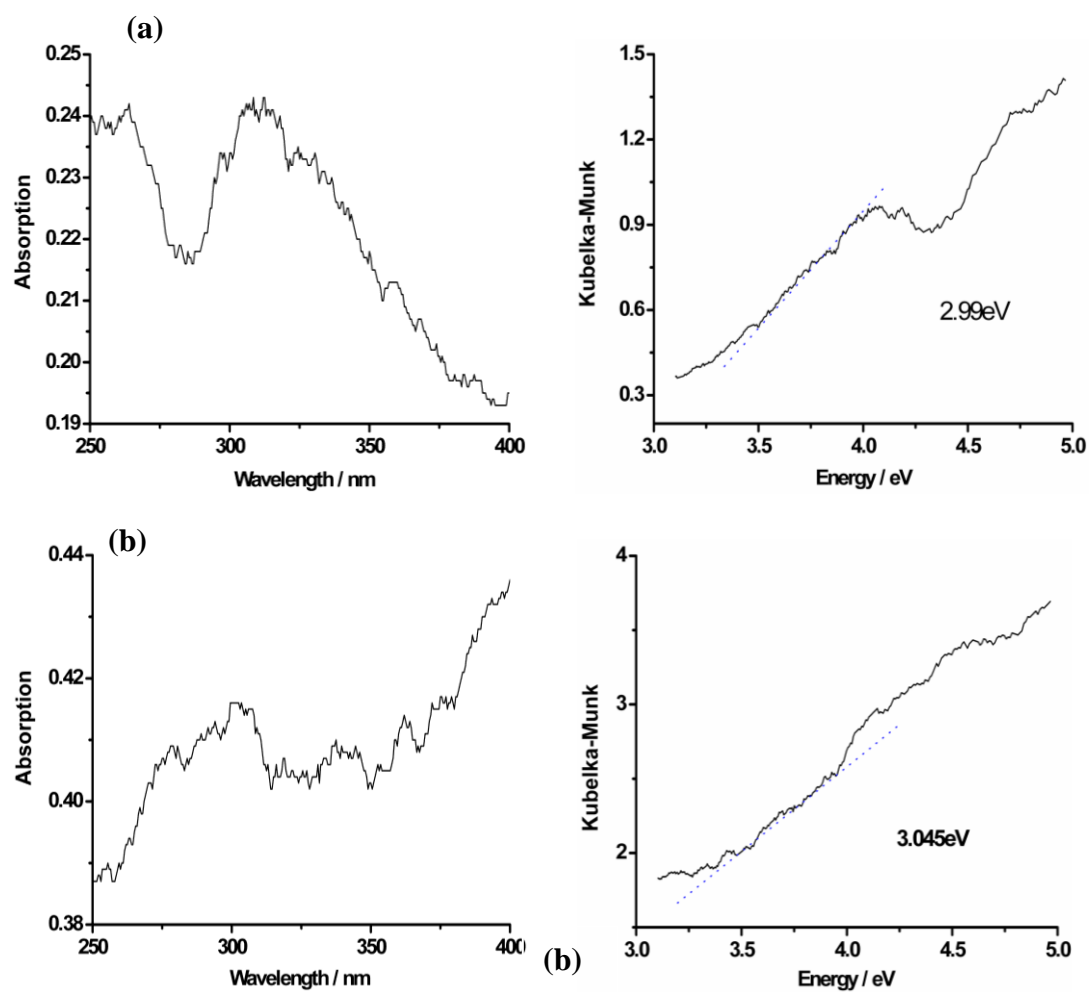 (a)
0.25
0.24
0.23
0.22
0.21
0.20
0.19
Absorption
250 300 350 400
Wavelength / nm
1.5
1.2
0.9
0.6
0.3
Kubelka-Munk
2.99eV
3.0 3.5 4.0 4.5 5.0
Energy / eV
(b)
0.44
0.42
0.40
0.38
Absorption
250 300 350 400
Wavelength / nm
4
3
2
Kubelka-Munk
3.045eV
3.0 3.5 4.0 4.5 5.0
Energy / eV
(b)